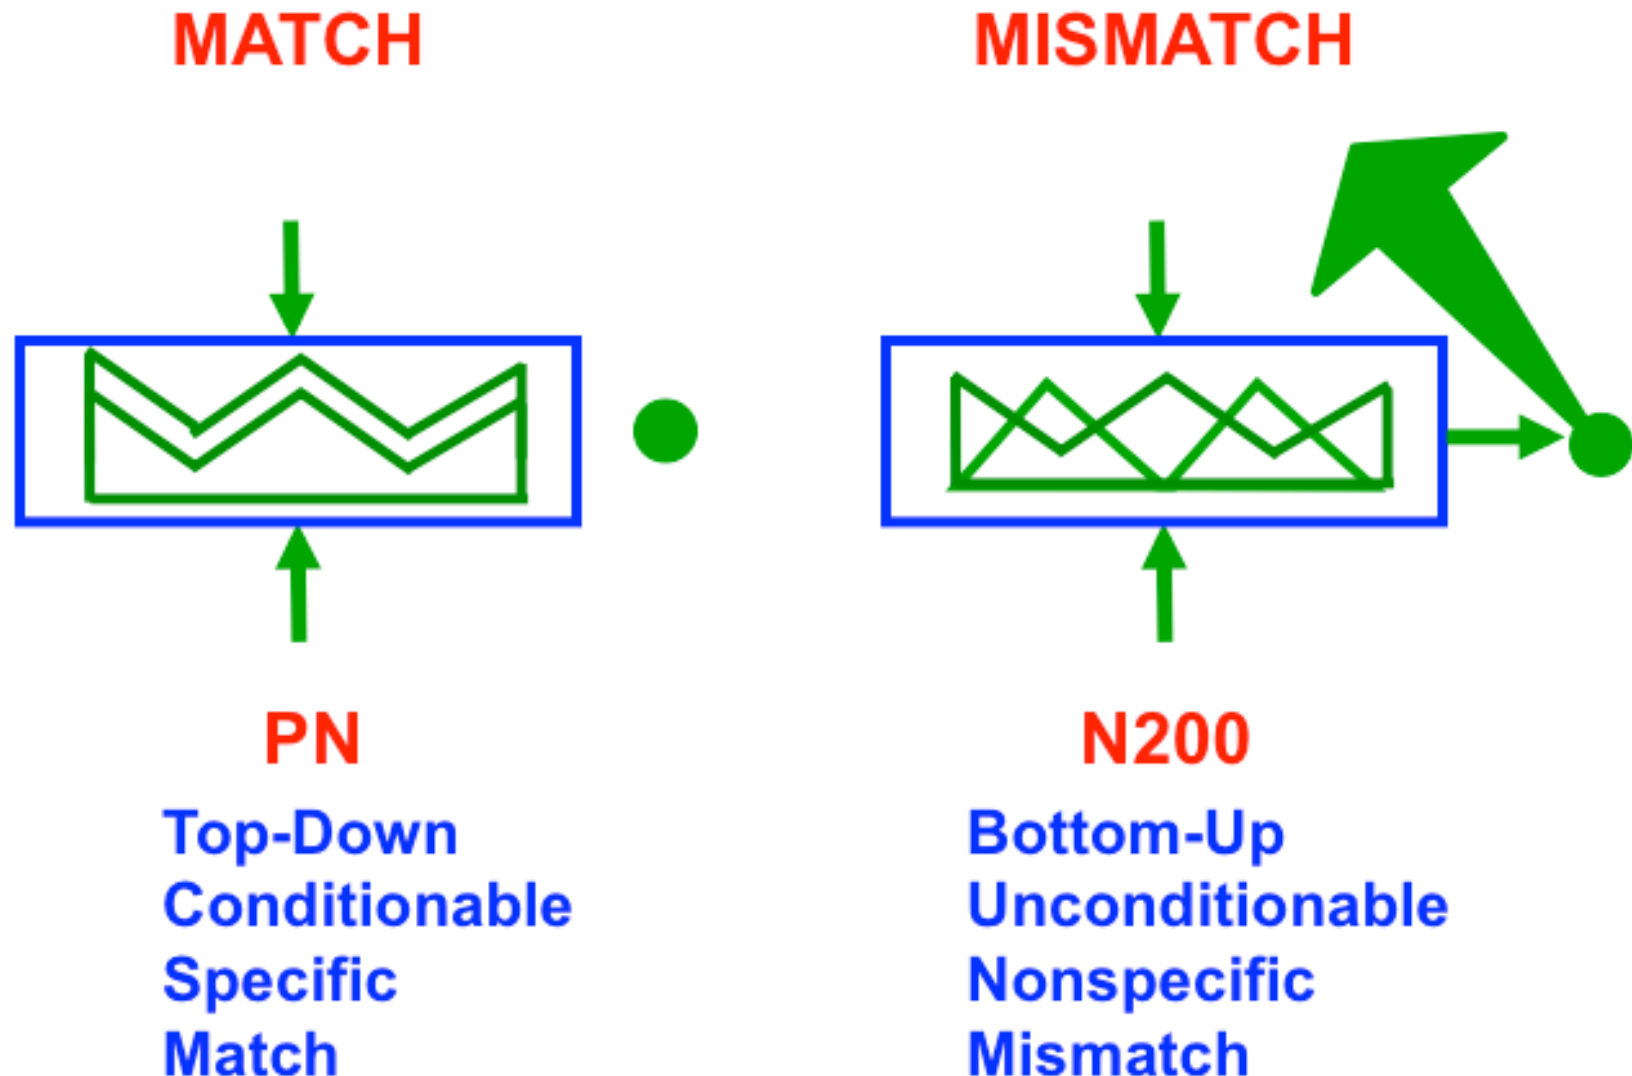 MATCH
MISMATCH
PN
Top-Down
Conditionable
Specific
Match
N200
Bottom-Up
Unconditionable
Nonspecific
Mismatch